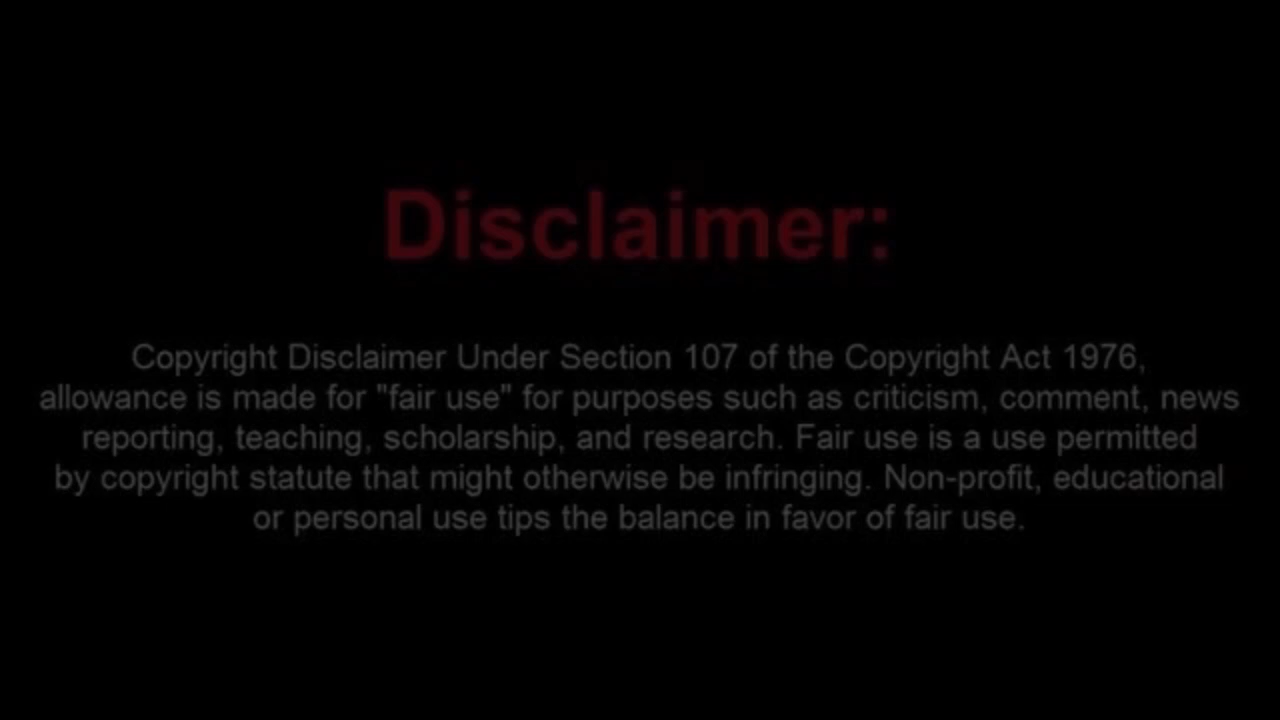 Disclaimer:
Copyright Disclaimer Under Section 107 of the Copyright Act 1976,
allowance is made for "fair use" for purposes such as criticism, comment, news
reporting, teaching, scholarship, and research. Fair use is a use permitted
by copyright statute that might otherwise be infringing. Non-profit, educational
or personal use tips the balance in favor of fair use.